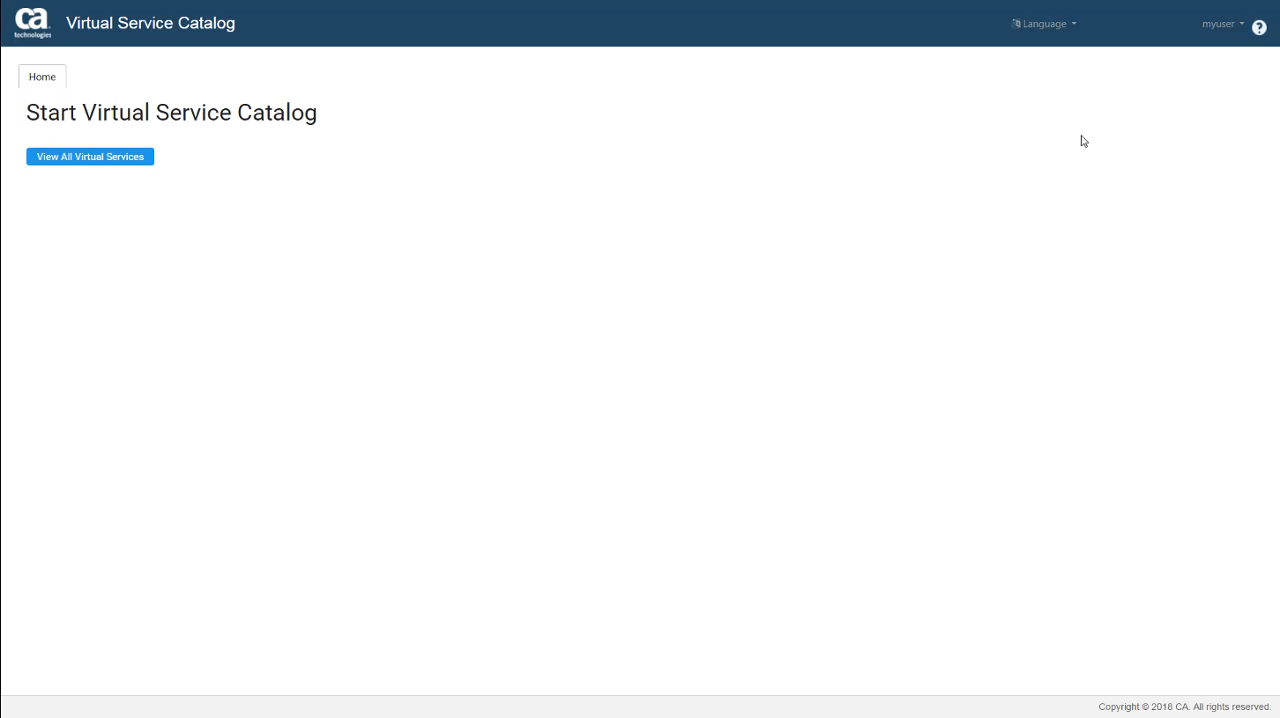 ca
technologies
Virtual Service Catalog
Language
myuser
?
Home
Start Virtual Service Catalog
View All Virtual Services
Copyright © 2018 CA. All rights reserved.